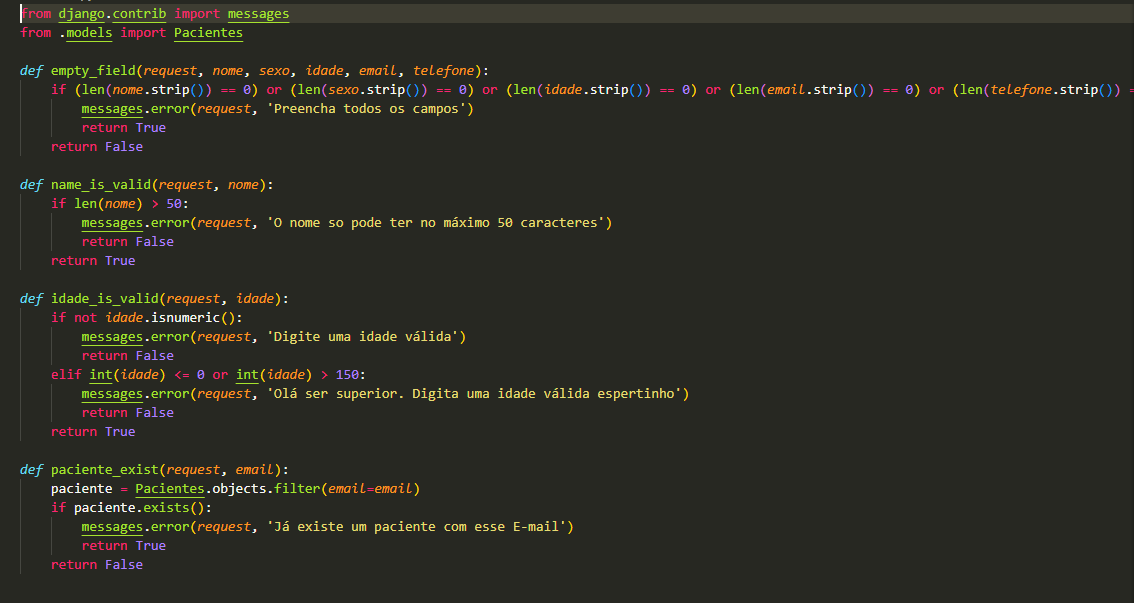 from django.contrib import messages
from .models import Pacientes
def empty_field(request, nome, sexo, idade, email, telefone):
if (len(nome.strip()) == 0) or (len(sexo.strip()) == 0) or (len(idade.strip()) == 0) or (len(email.strip()) == 0) or (len(telefone.strip()) =
messages.error(request, 'Preencha todos os campos')
return True
return False
def name_is_valid(request, nome):
if len(nome) > 50:
messages.error(request, 'O nome so pode ter no máximo 50 caracteres')
return False
return True
def idade_is_valid(request, idade):
if not idade.isnumeric():
messages.error(request, 'Digite uma idade válida')
return False
elif int(idade) <= 0 or int(idade) > 150:
messages.error(request, 'Olá ser superior. Digita uma idade válida espertinho')
return False
return True
def paciente_exist(request, email):
paciente = Pacientes.objects.filter(email=email)
if paciente.exists():
messages.error(request, 'Já existe um paciente com esse E-mail')
return True
return False